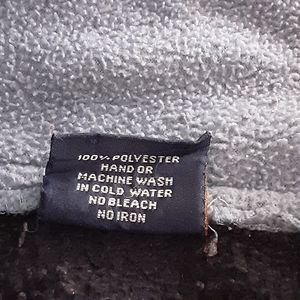 100% POLYESTER
HAND OR
MACHINE WASH
IN COLD WATER
NO BLEACH
NO IRON